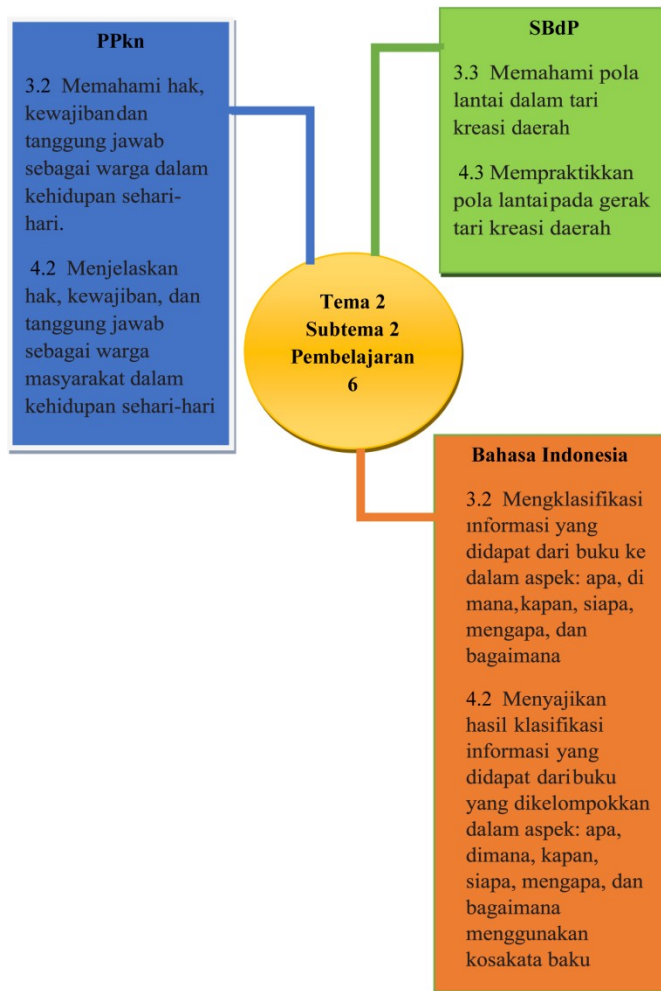 PPkn
3.2 Memahami hak,
kewajibandan
tanggung jawab
sebagai warga dalam
kehidupan sehari-
hari.
4.2 Menjelaskan
hak, kewajiban, dan
tanggung jawab
sebagai warga
masyarakat dalam
kehidupan sehari-hari
SBdP
3.3 Memahami pola
lantai dalam tari
kreasi daerah
4.3 Mempraktikkan
pola lantaipada gerak
tari kreasi daerah
Tema 2
Subtema 2
Pembelajaran
6
Bahasa Indonesia
3.2 Mengklasifikasi
informasi yang
didapat dari buku ke
dalam aspek: apa, di
mana,kapan, siapa,
mengapa, dan
bagaimana
4.2 Menyajikan
hasil klasifikasi
informasi yang
didapat daribuku
yang dikelompokkan
dalam aspek: apa,
dimana, kapan,
siapa, mengapa, dan
bagaimana
menggunakan
kosakata baku